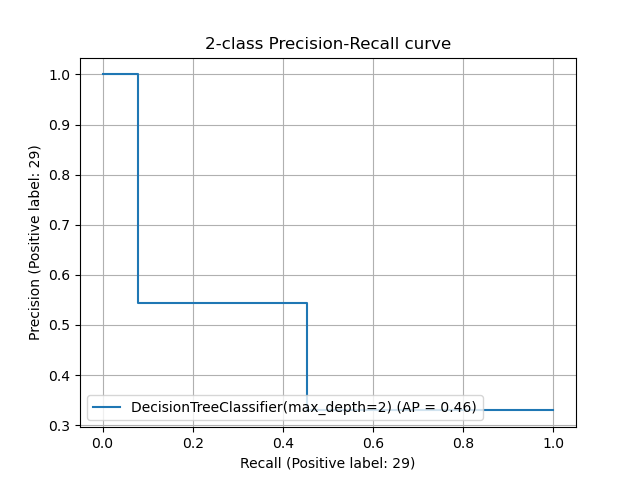 2-class Precision-Recall curve
1.0
0.9
0.8
0.7
0.6
0.5
0.4
0.3
Precision (Positive label: 29)
DecisionTreeClassifier(max_depth=2) (AP = 0.46)
0.0 0.2 0.4 0.6 0.8 1.0
Recall (Positive label: 29)